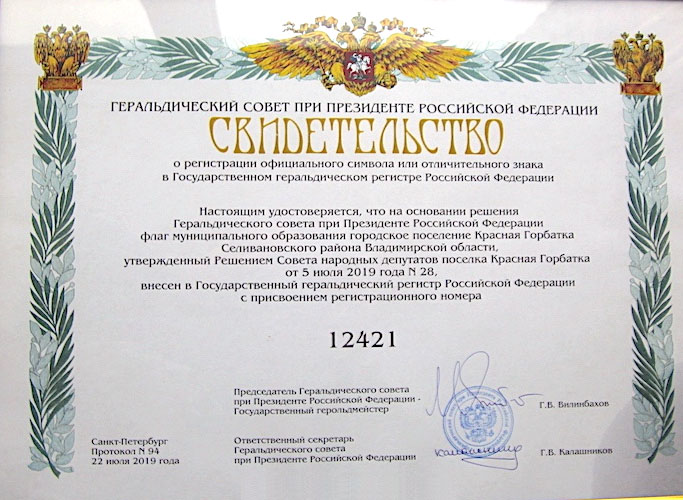 ГЕРАЛЬДИЧЕСКИЙ СОВЕТ ПРИ ПРЕЗИДЕНТЕ РОССИЙСКОЙ ФЕДЕРАЦИИ
СВИДЕТЕЛЬСТВО
о регистрации официального символа или отличительного знака
в Государственном геральдическом регистре Российской Федерации
Настоящим удостоверяется, что на основании решения
Геральдического совета при Президенте Российской Федерации
флаг муниципального образования городское поселение Красная Горбатка
Селивановского района Владимирской области,
утвержденный Решением Совета народных депутатов поселка Красная Горбатка
от 5 июля 2019 года N 28,
внесен в Государственный геральдический регистр Российской Федерации
с присвоением регистрационного номера
12421
Председатель Геральдического совета
при Президенте Российской Федерации -
Государственный герольдмейстер
Г.В. Вилинбахов
Санкт-Петербург
Протокол N 94
22 июля 2019 года
Ответственный секретарь
Геральдического совета
при Президенте Российской Федерации
Г.В. Калашников